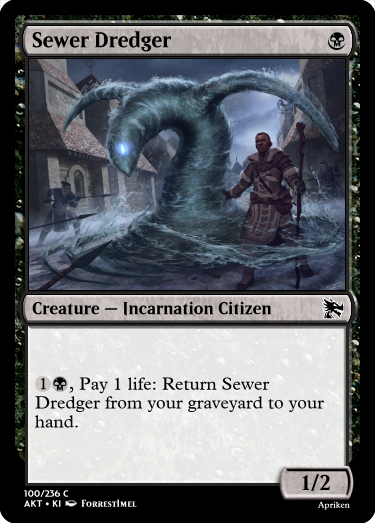 Sewer Dredger
Creature — Incarnation Citizen
1, Pay 1 life: Return Sewer
Dredger from your graveyard to your
hand.
1/2
100/236 C
AKT • KI ForrestImel
Apriken